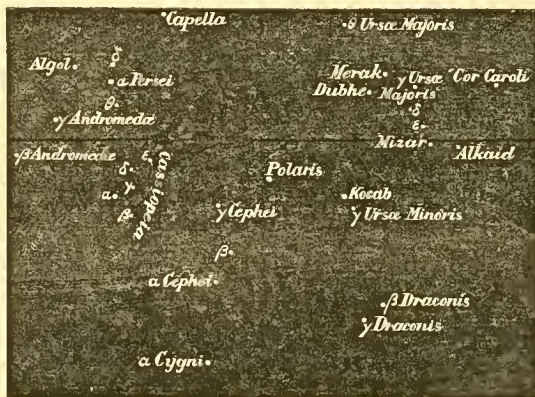 Capella
θ Ursæ Majoris
Algol
γ
α Persei
Merak
γ Ursæ Majoris
Cor Caroli
Dubhe
θ
δ
γ Andromedæ
ε
Mizar
Alkaid
β Andromedæ
ε
δ
Cassiopeia
Polaris
γ
α
Kocab
β
γ Cephei
γ Ursæ Minoris
β
α Cephei
β Draconis
γ Draconis
α Cygni